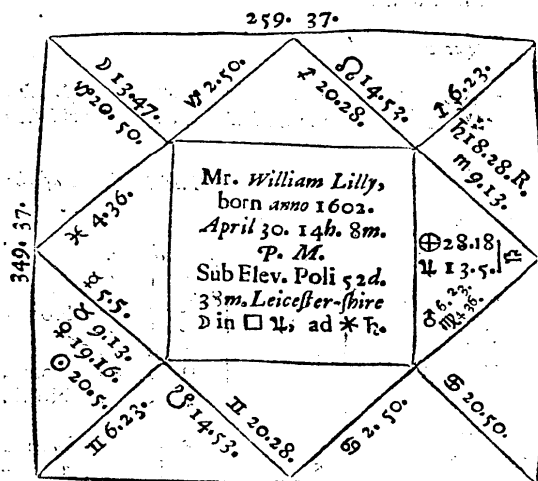 259. 37.
☽ 13.47.
♑ 20. 50.
♑ 2.50.
♐ 20.28.
☊ 14.53.
♐ 6.23.
♄ 18.28. R.
♏ 9.13.
349. 37.
♓ 4.36.
Mr. William Lilly,
born anno 1602.
April 30. 14h. 8m.
P. M.
Sub Elev. Poli 52d.
38m. Leicester-shire
☽ in □ ♃, ad ⚹ ♄.
⊕ 28.18
♃ 13.5.
♎
♂ 6.23.
♍ 4.36.
☿ 5.5.
♉ 9.13.
♀ 19.16.
☉ 20.5.
♊ 6.23.
☋ 14.53.
♊ 20.28.
♋ 2.50.
♋ 20.50.